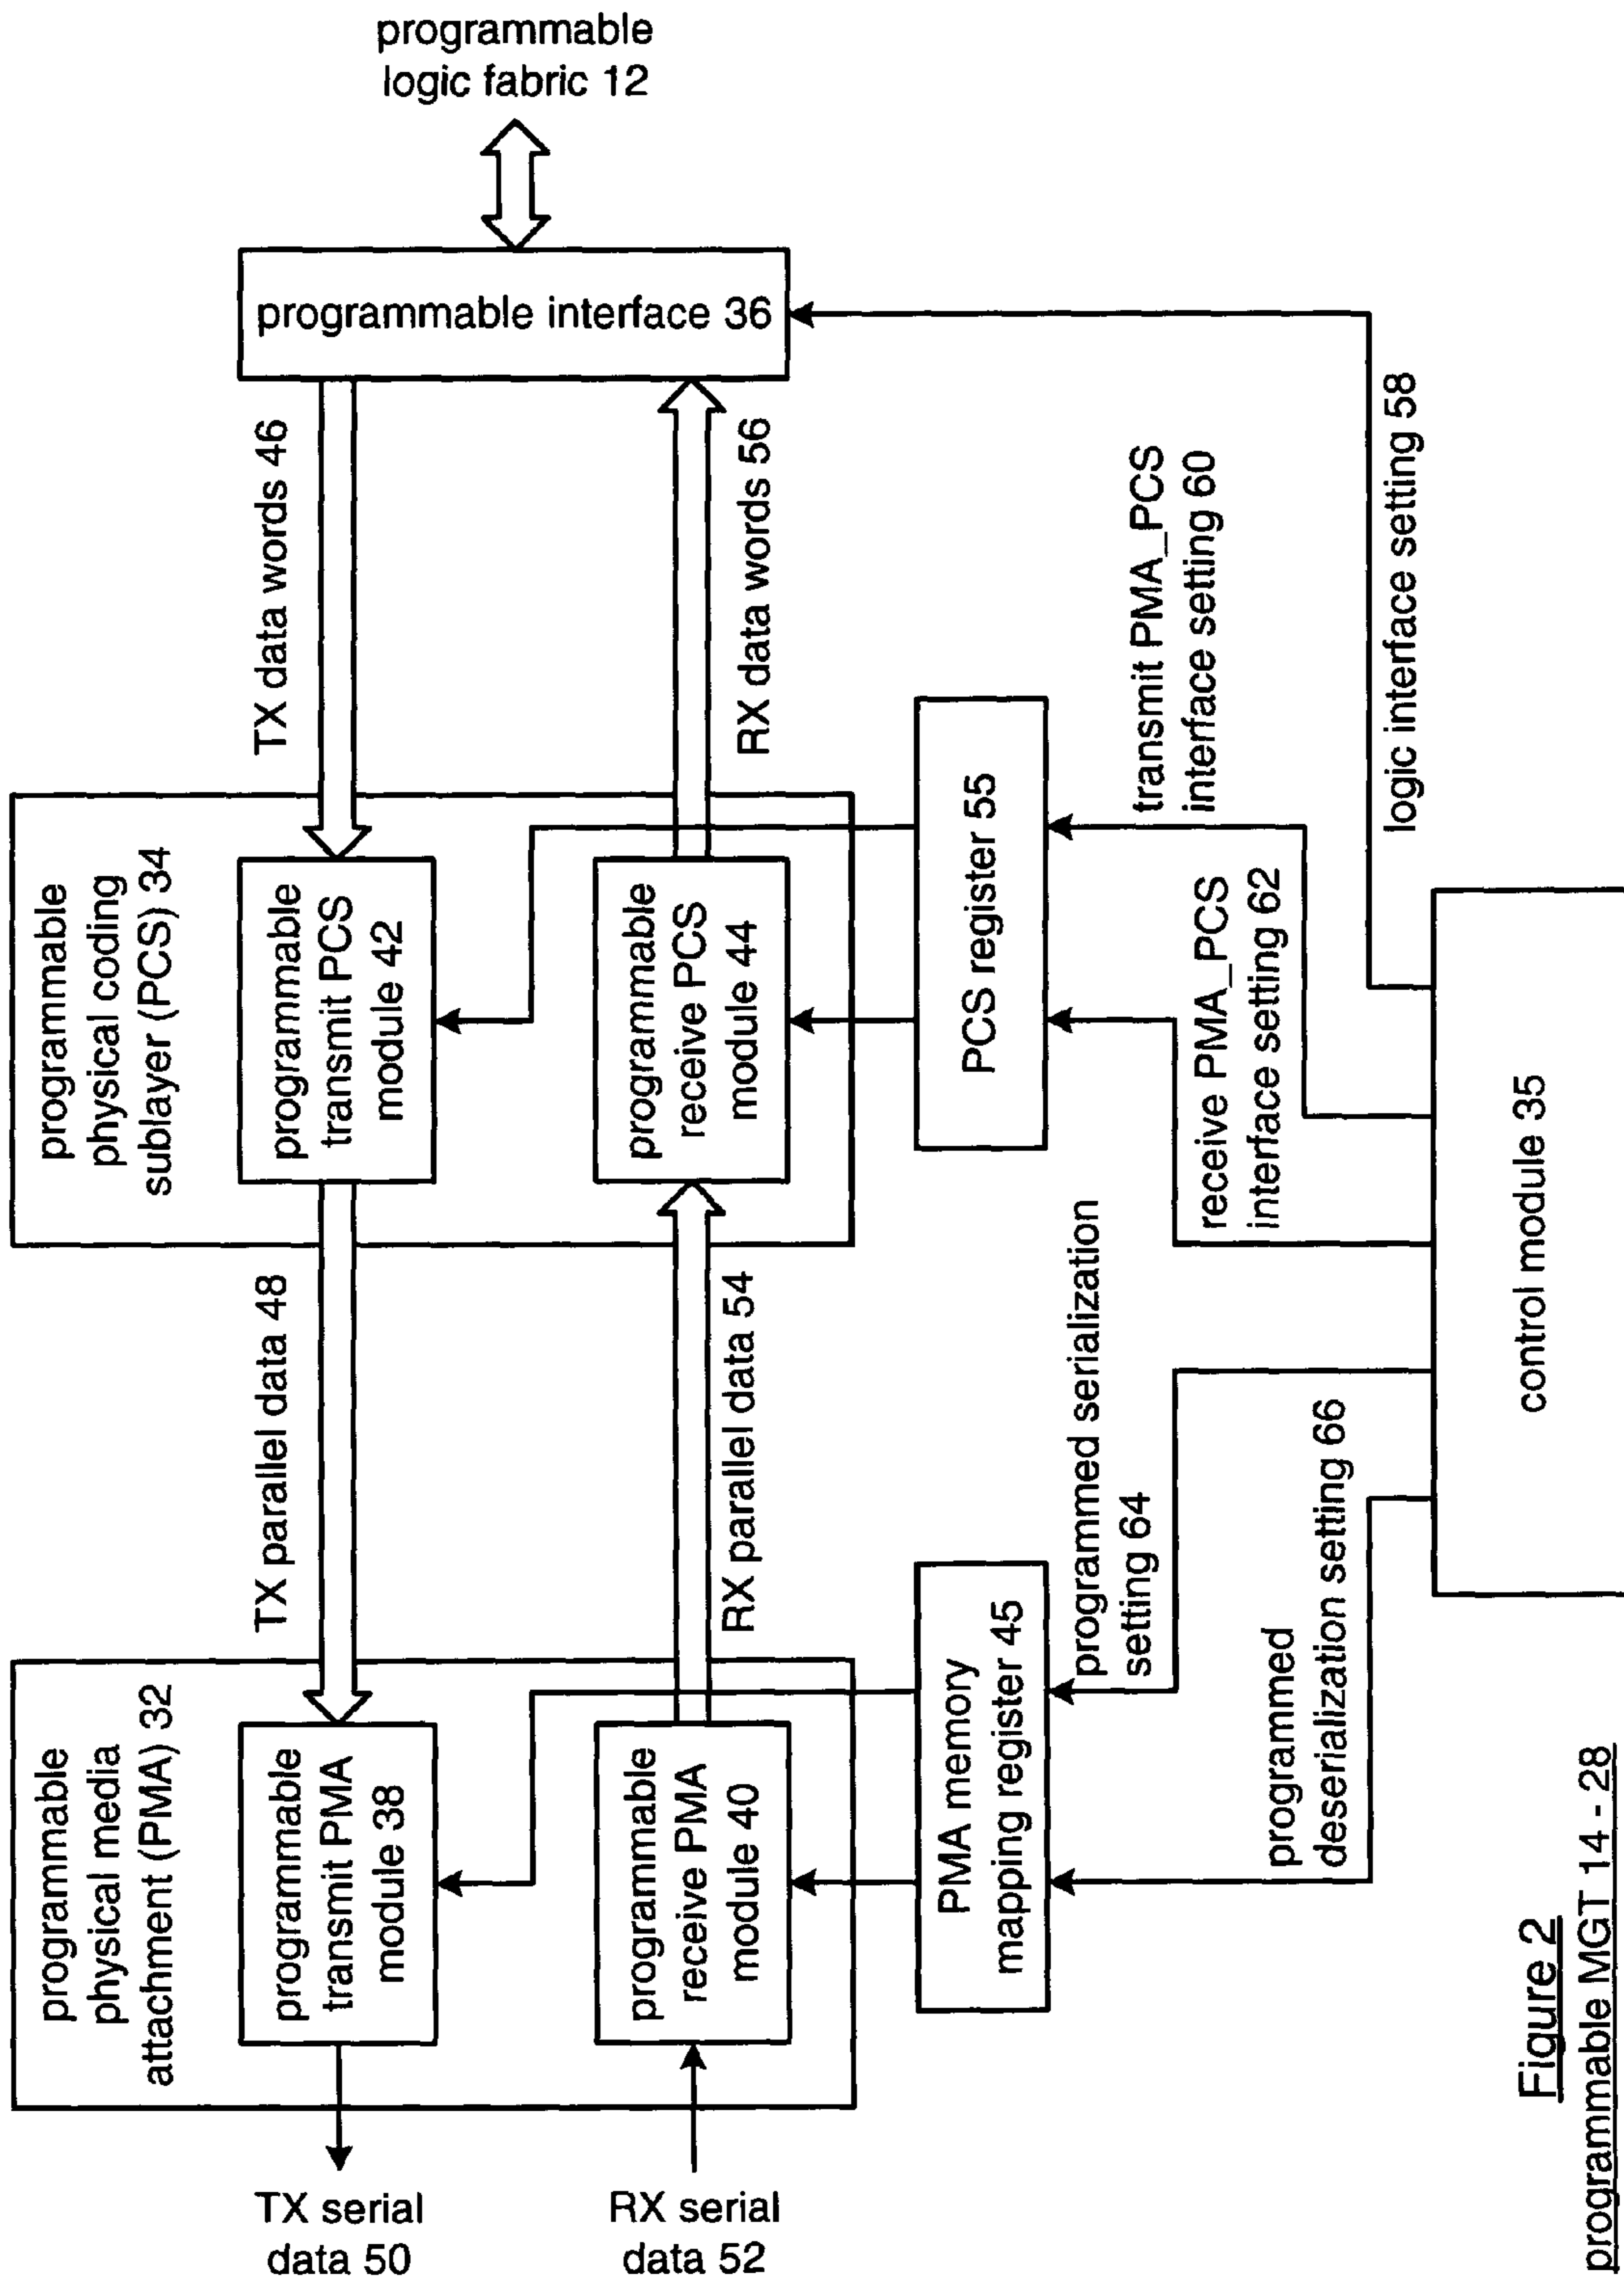 programmable
logic fabric 12
programmable interface 36
TX data words 46
RX data words 56
programmable
physical coding
sublayer (PCS) 34
programmable
transmit PCS
module 42
programmable
receive PCS
module 44
PCS register 55
transmit PMA_PCS
interface setting 60
receive PMA_PCS
interface setting 62
logic interface setting 58
TX parallel data 48
RX parallel data 54
programmable
physical media
attachment (PMA) 32
programmable
transmit PMA
module 38
programmable
receive PMA
module 40
PMA memory
mapping register 45
programmed serialization
setting 64
programmed
deserialization setting 66
control module 35
TX serial
data 50
RX serial
data 52
Figure 2
programmable MGT 14 - 28